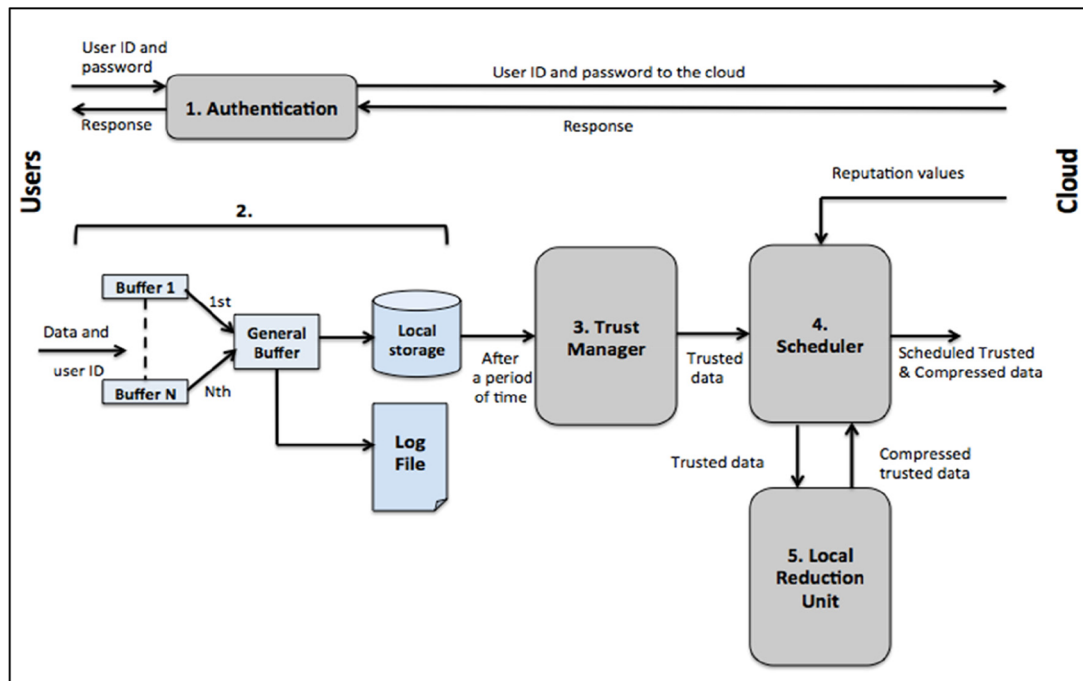 User ID and
password
1. Authentication
Response
User ID and password to the cloud
Response
Users
Cloud
Reputation values
2.
Buffer 1
1st
Data and
user ID
Buffer N
Nth
General
Buffer
Local
storage
Log
File
After
a period
of time
3. Trust
Manager
Trusted
data
4.
Scheduler
Scheduled Trusted
& Compressed data
Trusted data
Compressed
trusted data
5. Local
Reduction
Unit